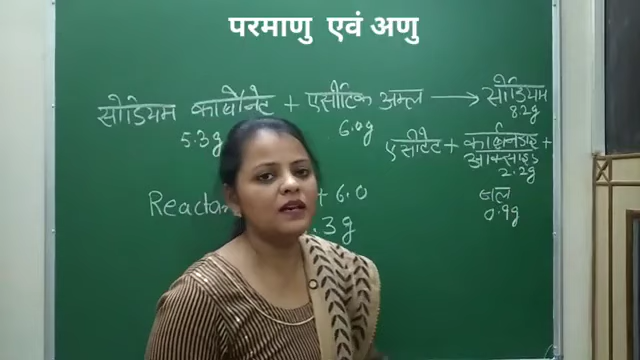 परमाणु एवं अणु
सोडियम कार्बोनेट + एसीटिक अम्ल → सोडियम
5.3g 6.0g 8.2g
एसीटेट + कार्बनडाइ +
ऑक्साइड
2.2g
जल
0.9g
+ 6.0
.3g